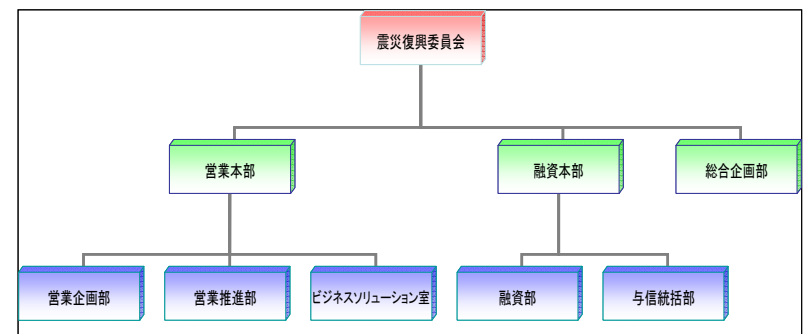 震災復興委員会
営業本部
融資本部
総合企画部
営業企画部
営業推進部
ビジネスソリューション室
融資部
与信統括部